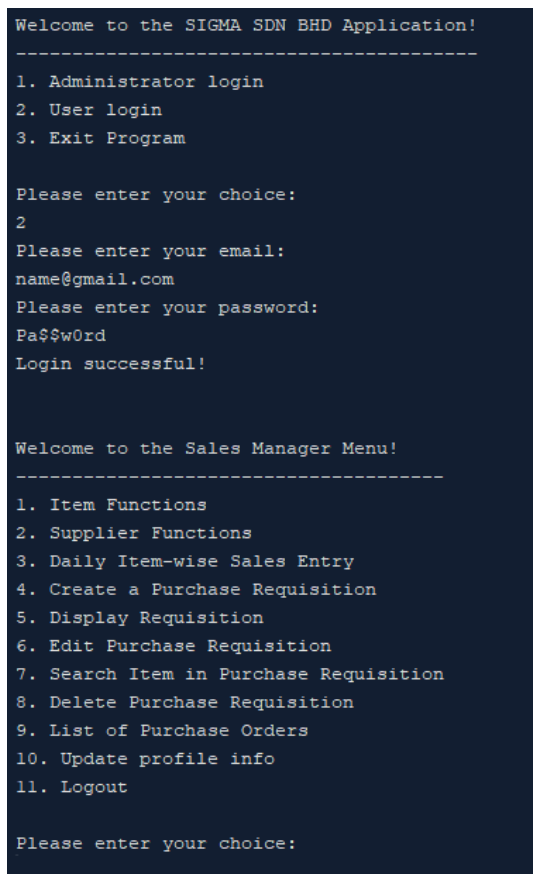 Welcome to the SIGMA SDN BHD Application!
-----------------------------------------
1. Administrator login
2. User login
3. Exit Program
Please enter your choice:
2
Please enter your email:
name@gmail.com
Please enter your password:
Pa$$w0rd
Login successful!
Welcome to the Sales Manager Menu!
--------------------------------------
1. Item Functions
2. Supplier Functions
3. Daily Item-wise Sales Entry
4. Create a Purchase Requisition
5. Display Requisition
6. Edit Purchase Requisition
7. Search Item in Purchase Requisition
8. Delete Purchase Requisition
9. List of Purchase Orders
10. Update profile info
11. Logout
Please enter your choice: